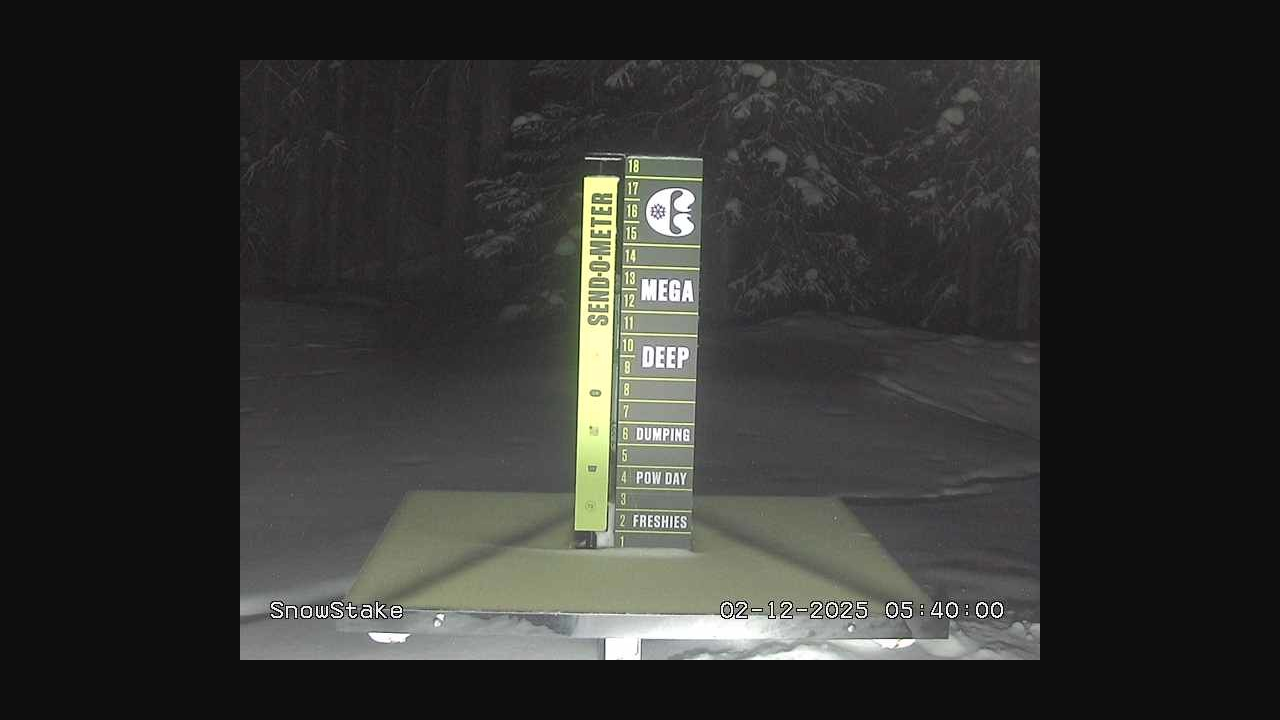 SEND-O-METER
18
17
16
15
14
13
12
MEGA
11
10
9
DEEP
8
7
6 DUMPING
5
4 POW DAY
3
2 FRESHIES
1
SnowStake
02-12-2025 05:40:00